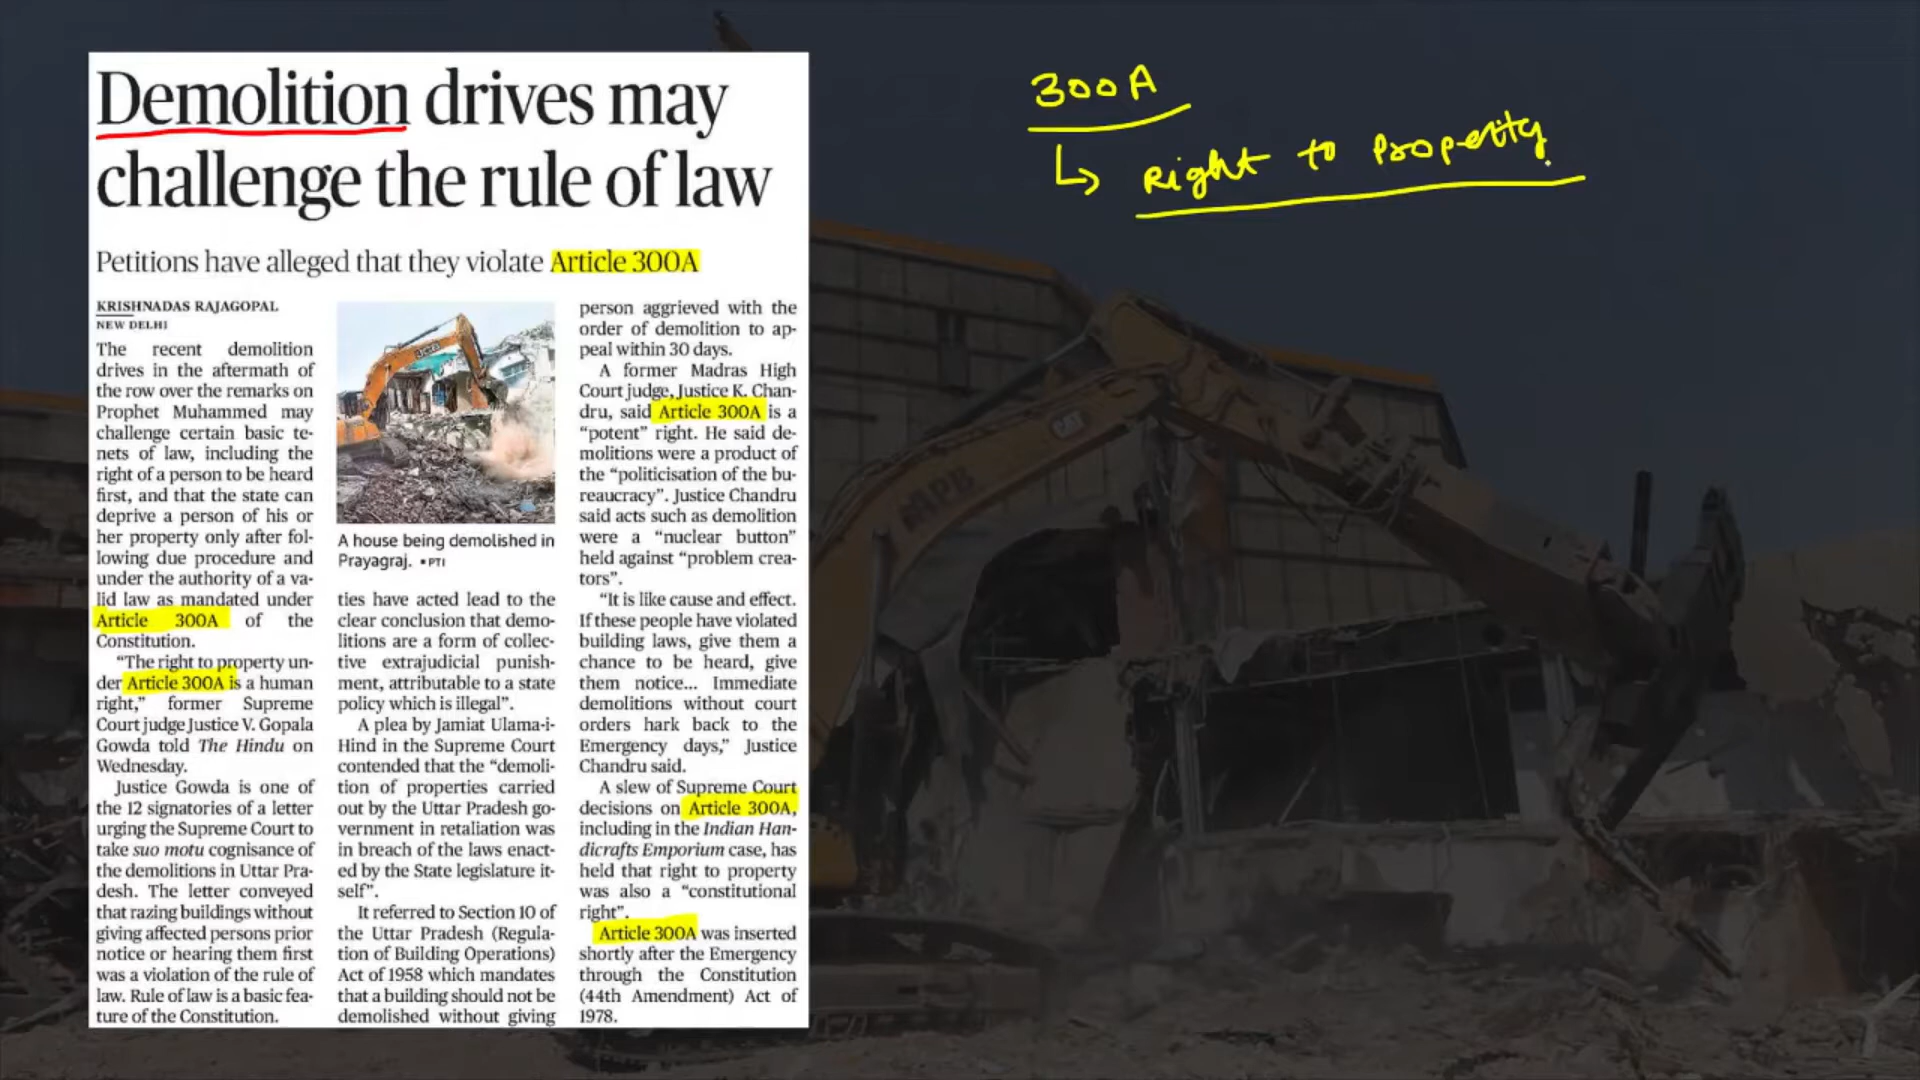 Demolition drives may
challenge the rule of law
Petitions have alleged that they violate Article 300A
KRISHNADAS RAJAGOPAL
NEW DELHI
The recent demolition
drives in the aftermath of
the row over the remarks on
Prophet Muhammed may
challenge certain basic te-
nets of law, including the
right of a person to be heard
first, and that the state can
deprive a person of his or
her property only after fol-
lowing due procedure and
under the authority of a va-
lid law as mandated under
Article 300A of the
Constitution.
“The right to property un-
der Article 300A is a human
right,” former Supreme
Court judge Justice V. Gopala
Gowda told The Hindu on
Wednesday.
Justice Gowda is one of
the 12 signatories of a letter
urging the Supreme Court to
take suo motu cognisance of
the demolitions in Uttar Pra-
desh. The letter conveyed
that razing buildings without
giving affected persons prior
notice or hearing them first
was a violation of the rule of
law. Rule of law is a basic fea-
ture of the Constitution.
A house being demolished in
Prayagraj. •PTI
ties have acted lead to the
clear conclusion that demo-
litions are a form of collec-
tive extrajudicial punish-
ment, attributable to a state
policy which is illegal”.
A plea by Jamiat Ulama-i-
Hind in the Supreme Court
contended that the “demoli-
tion of properties carried
out by the Uttar Pradesh go-
vernment in retaliation was
in breach of the laws enact-
ed by the State legislature it-
self”.
It referred to Section 10 of
the Uttar Pradesh (Regula-
tion of Building Operations)
Act of 1958 which mandates
that a building should not be
demolished without giving
person aggrieved with the
order of demolition to ap-
peal within 30 days.
A former Madras High
Court judge, Justice K. Chan-
dru, said Article 300A is a
“potent” right. He said de-
molitions were a product of
the “politicisation of the bu-
reaucracy”. Justice Chandru
said acts such as demolition
were a “nuclear button”
held against “problem crea-
tors”.
“It is like cause and effect.
If these people have violated
building laws, give them a
chance to be heard, give
them notice... Immediate
demolitions without court
orders hark back to the
Emergency days,” Justice
Chandru said.
A slew of Supreme Court
decisions on Article 300A,
including in the Indian Han-
dicrafts Emporium case, has
held that right to property
was also a “constitutional
right”.
Article 300A was inserted
shortly after the Emergency
through the Constitution
(44th Amendment) Act of
1978.
300A
↳ Right to Property.